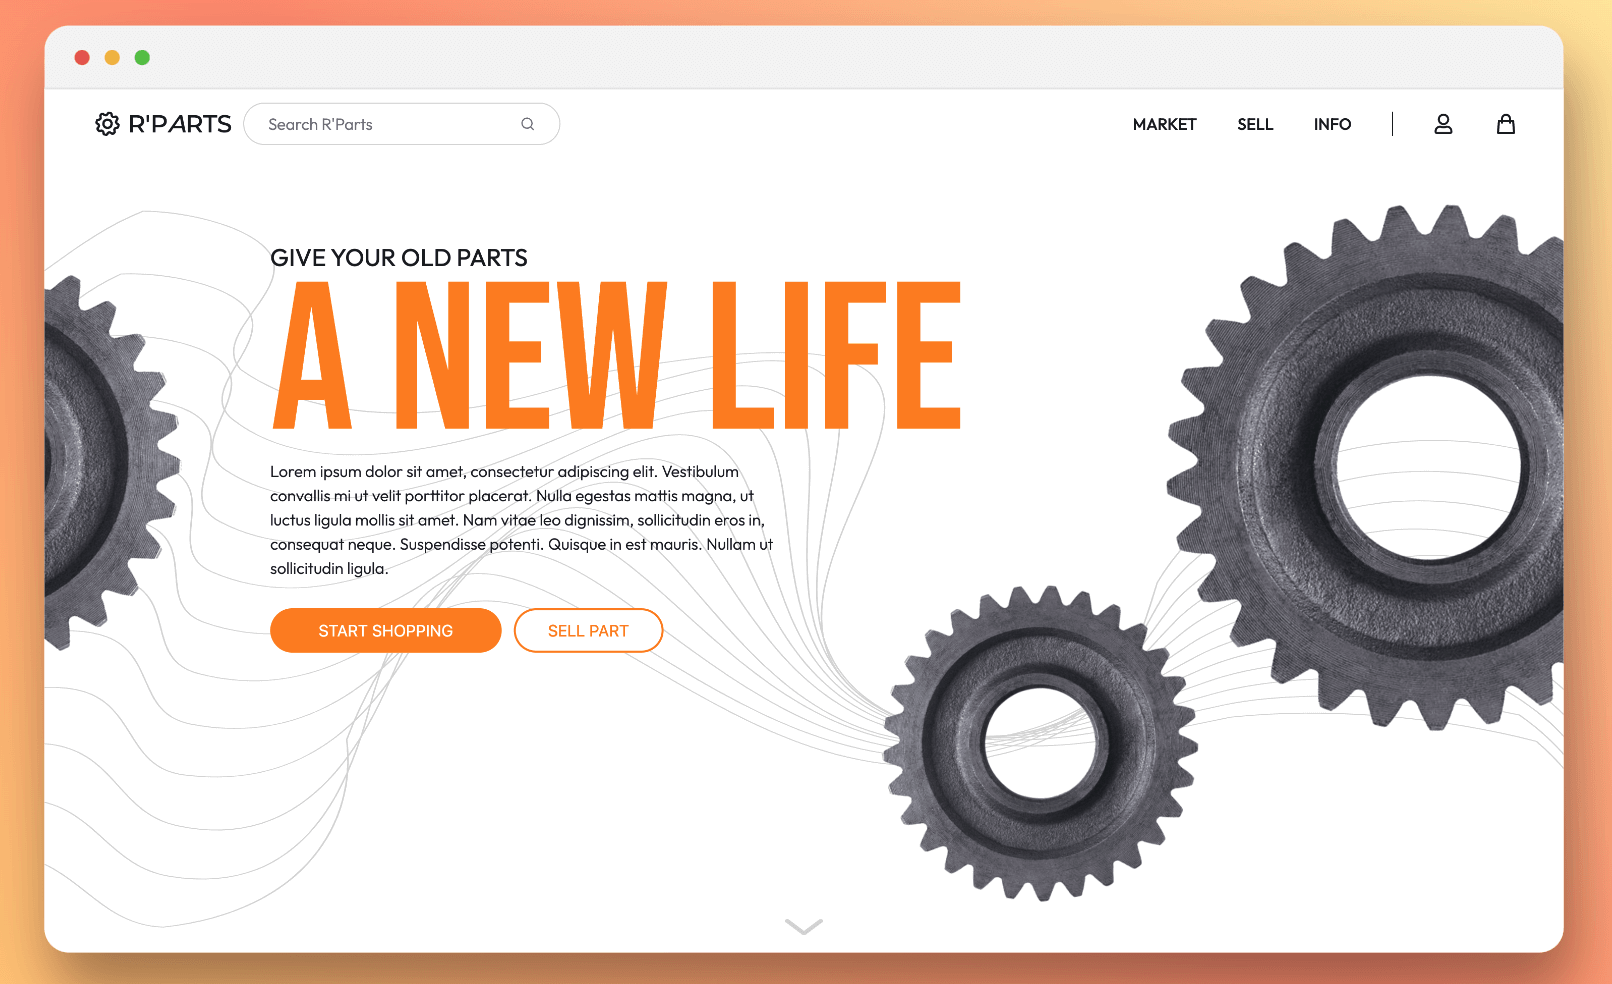 R'PARTS
Search R'Parts
MARKET
SELL
INFO
GIVE YOUR OLD PARTS
A NEW LIFE
Lorem ipsum dolor sit amet, consectetur adipiscing elit. Vestibulum
convallis mi ut velit porttitor placerat. Nulla egestas mattis magna, ut
luctus ligula mollis sit amet. Nam vitae leo dignissim, sollicitudin eros in,
consequat neque. Suspendisse potenti. Quisque in est mauris. Nullam ut
sollicitudin ligula.
START SHOPPING
SELL PART